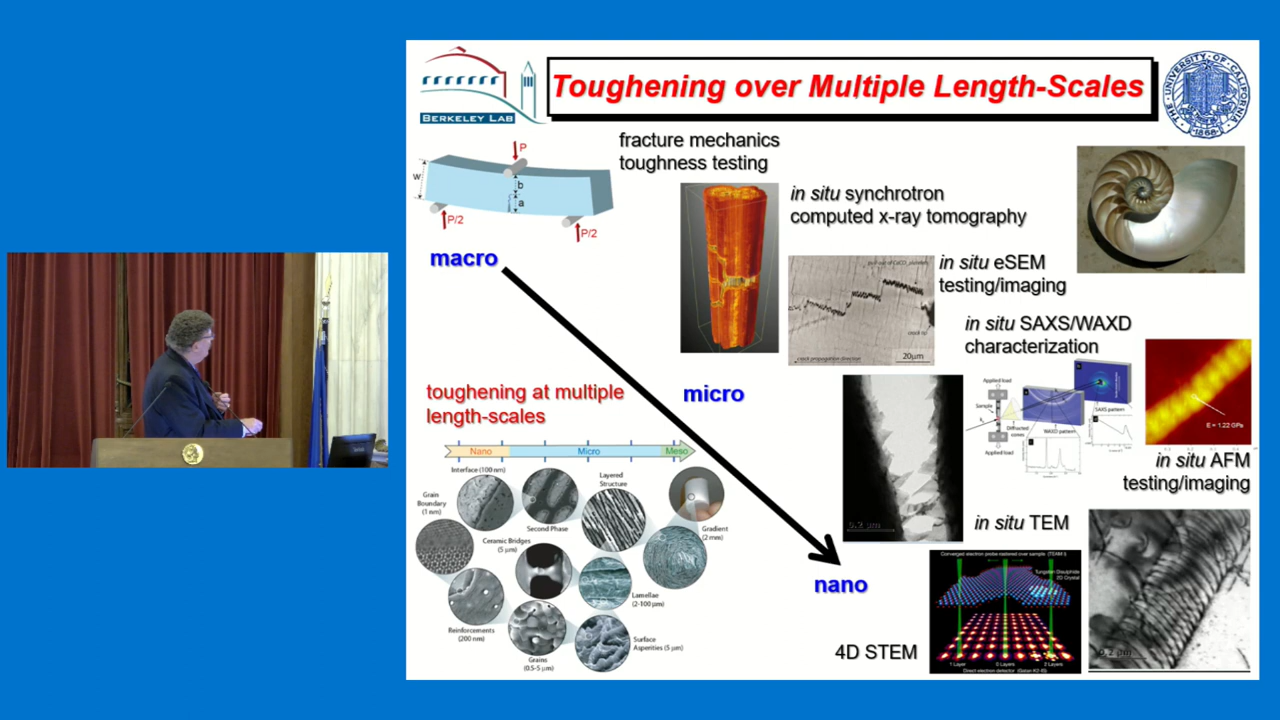 BERKELEY LAB
Toughening over Multiple Length-Scales
THE UNIVERSITY OF CALIFORNIA
1868
fracture mechanics
toughness testing
P
w
b
a
P/2
P/2
in situ synchrotron
computed x-ray tomography
macro
in situ eSEM
testing/imaging
crack propagation direction
20μm
in situ SAXS/WAXD
characterization
Applied load
Sample
SAXS pattern
WAXD pattern
Diffracted
cones
Applied load
E = 1.22 GPa
toughening at multiple
length-scales
micro
Nano
Micro
Meso
in situ AFM
testing/imaging
Interface (100 nm)
Layered
Structure
Grain
Boundary
(1 nm)
Second Phase
Gradient
(2 mm)
Ceramic Bridges
(5 μm)
Lamellae
(2-100 μm)
Reinforcements
(200 nm)
Grains
(0.5-5 μm)
Surface
Asperities (5 μm)
0.2 μm
in situ TEM
nano
Converged electron probe rastered over sample (TEAM I)
Tungsten Disulphide
2D Crystal
4D STEM
1 Layer
0 Layers
2 Layers
Direct electron detector (Gatan K2-IS)
0.2 μm